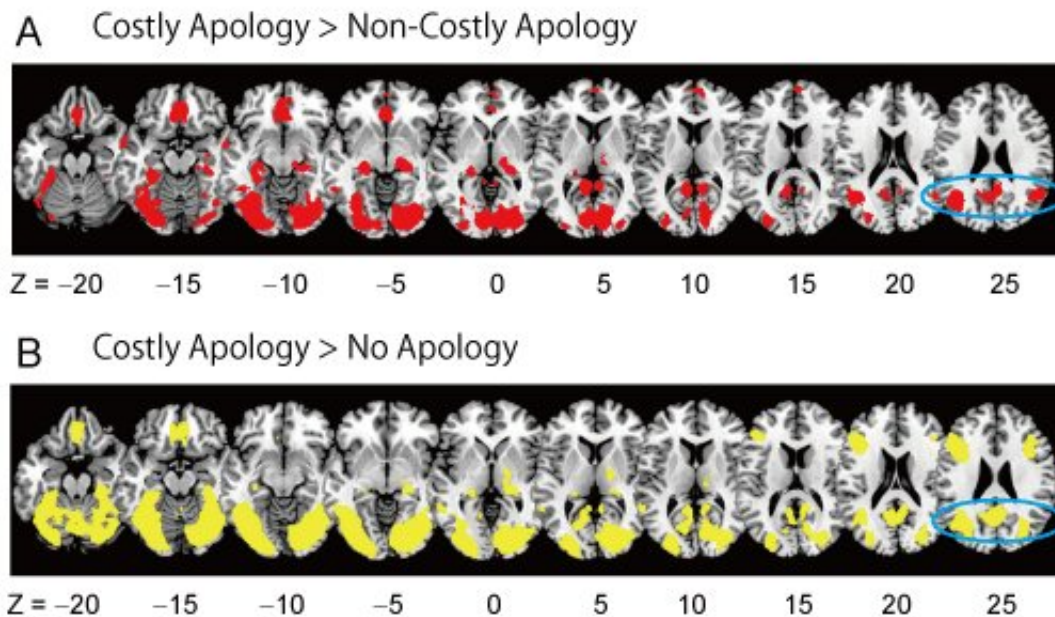 A Costly Apology > Non-Costly Apology
Z = −20 −15 −10 −5 0 5 10 15 20 25
B Costly Apology > No Apology
Z = −20 −15 −10 −5 0 5 10 15 20 25